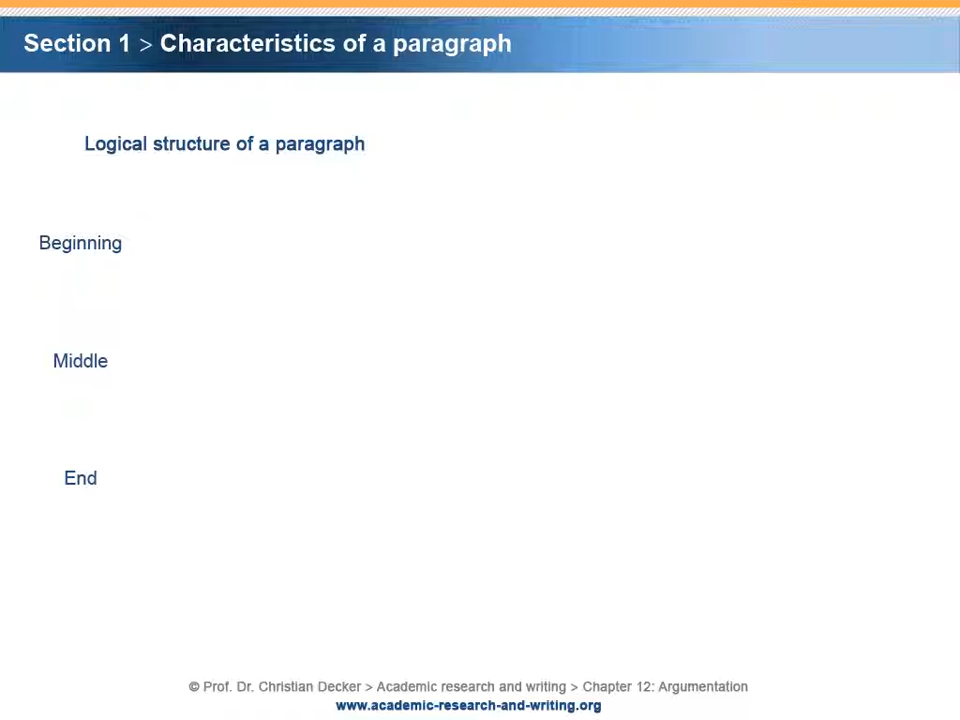 Section 1 > Characteristics of a paragraph
Logical structure of a paragraph
Beginning
Middle
End
© Prof. Dr. Christian Decker > Academic research and writing > Chapter 12: Argumentation
www.academic-research-and-writing.org